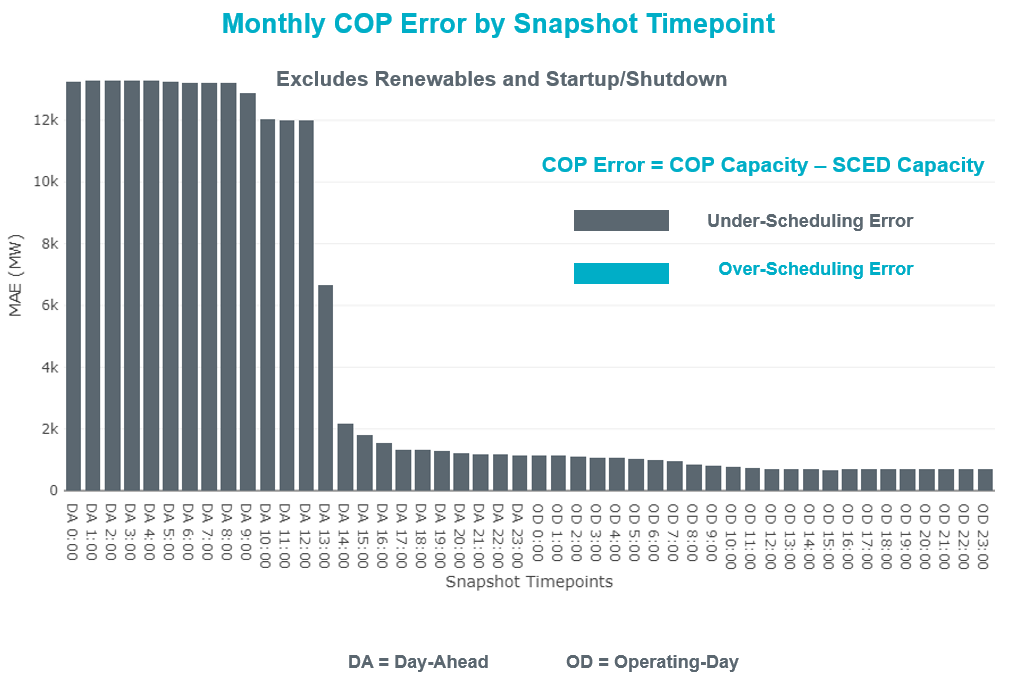 Monthly COP Error by Snapshot Timepoint
Excludes Renewables and Startup/Shutdown
COP Error = COP Capacity – SCED Capacity
Under-Scheduling Error
Over-Scheduling Error
MAE (MW)
12k
10k
8k
6k
4k
2k
0
DA 0:00
DA 1:00
DA 2:00
DA 3:00
DA 4:00
DA 5:00
DA 6:00
DA 7:00
DA 8:00
DA 9:00
DA 10:00
DA 11:00
DA 12:00
DA 13:00
DA 14:00
DA 15:00
DA 16:00
DA 17:00
DA 18:00
DA 19:00
DA 20:00
DA 21:00
DA 22:00
DA 23:00
OD 0:00
OD 1:00
OD 2:00
OD 3:00
OD 4:00
OD 5:00
OD 6:00
OD 7:00
OD 8:00
OD 9:00
OD 10:00
OD 11:00
OD 12:00
OD 13:00
OD 14:00
OD 15:00
OD 16:00
OD 17:00
OD 18:00
OD 19:00
OD 20:00
OD 21:00
OD 22:00
OD 23:00
Snapshot Timepoints
DA = Day-Ahead
OD = Operating-Day